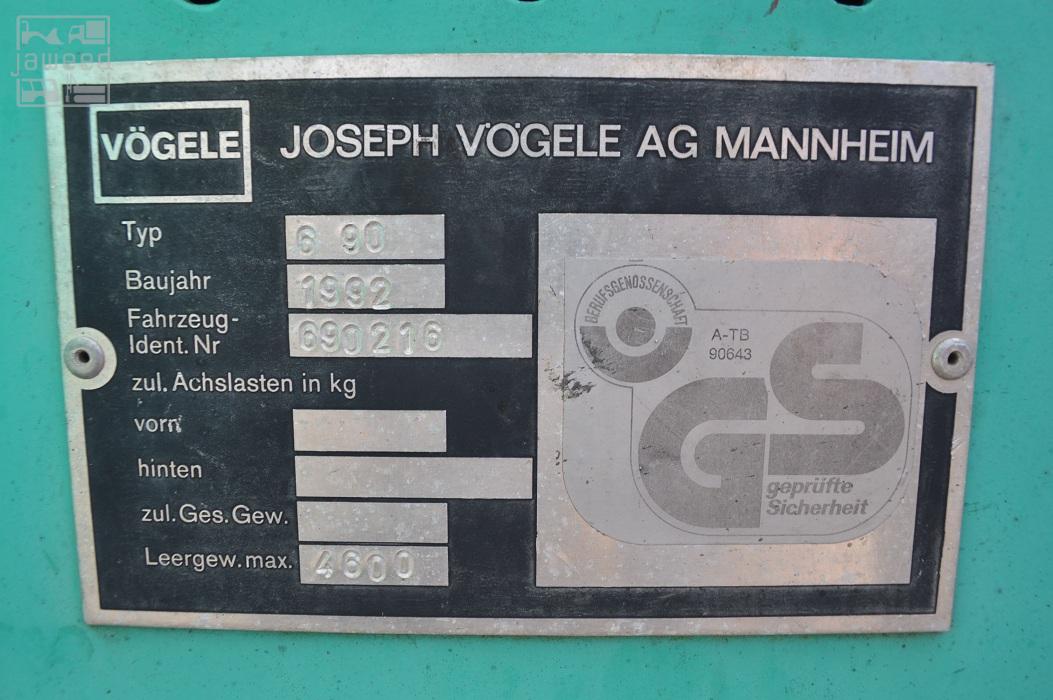 jaweed
VÖGELE
JOSEPH VÖGELE AG MANNHEIM
Typ 6 90
Baujahr 1992
Fahrzeug-
Ident. Nr 690216
zul. Achslasten in kg
vorn
hinten
zul. Ges. Gew.
Leergew. max. 4600
BERUFSGENOSSENSCHAFT
A-TB
90643
GS
geprüfte
Sicherheit